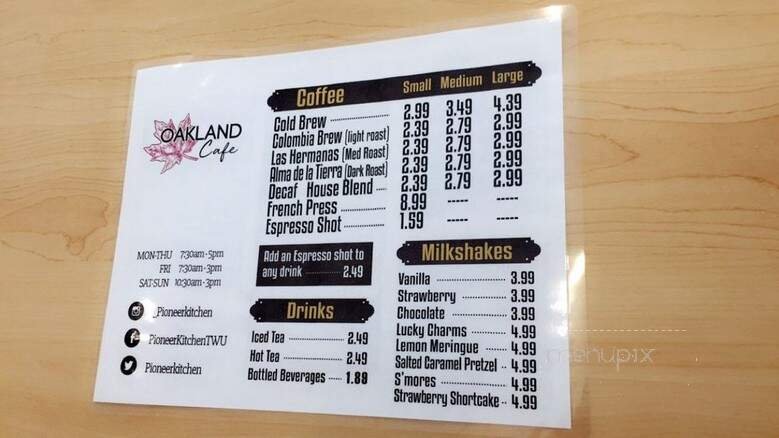 OAKLAND
Cafe
MON-THU 7:30am-5pm
FRI 7:30am-3pm
SAT-SUN 10:30am-3pm
_Pioneerkitchen
PioneerKitchenTWU
Pioneerkitchen
Coffee Small Medium Large
Cold Brew 2.99 3.49 4.39
Colombia Brew (light roast) 2.39 2.79 2.99
Las Hermanas (Med Roast) 2.39 2.79 2.99
Alma de la Tierra (Dark Roast) 2.39 2.79 2.99
Decaf House Blend 2.39 2.79 2.99
French Press 8.99 ----- -----
Espresso Shot 1.59 ----- -----
Add an Espresso shot to
any drink 2.49
Drinks
Iced Tea 2.49
Hot Tea 2.49
Bottled Beverages 1.88
Milkshakes
Vanilla 3.99
Strawberry 3.99
Chocolate 3.99
Lucky Charms 4.99
Lemon Meringue 4.99
Salted Caramel Pretzel 4.99
S'mores 4.99
Strawberry Shortcake 4.99
menupix